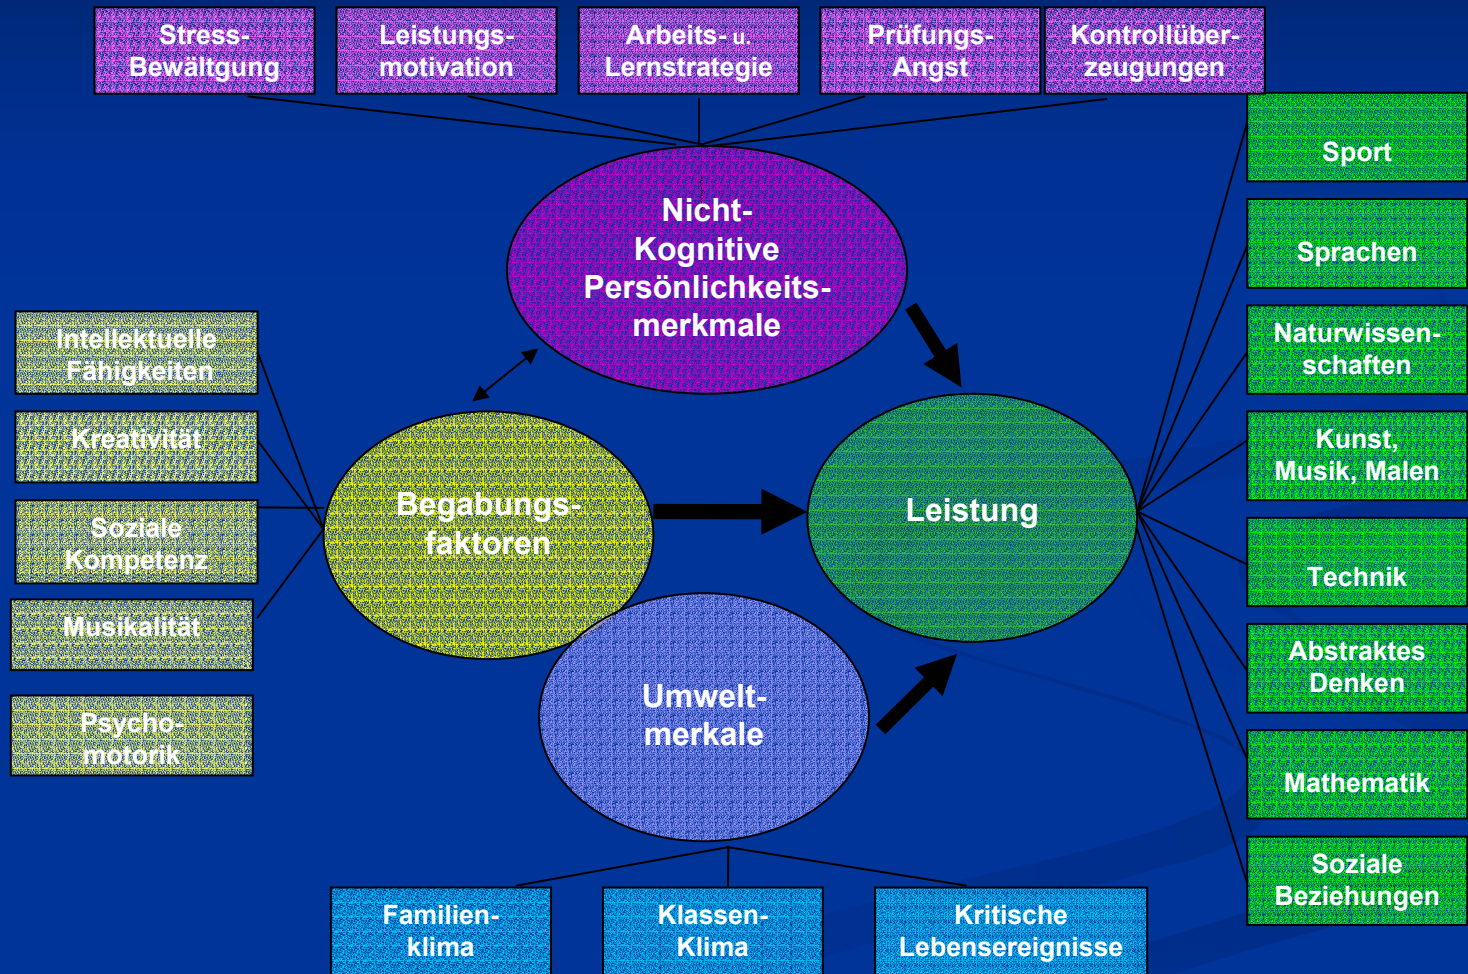 Stress-
Bewältgung
Leistungs-
motivation
Arbeits- u.
Lernstrategie
Prüfungs-
Angst
Kontrollüber-
zeugungen
Nicht-
Kognitive
Persönlichkeits-
merkmale
Intellektuelle
Fähigkeiten
Kreativität
Soziale
Kompetenz
Musikalität
Psycho-
motorik
Begabungs-
faktoren
Leistung
Umwelt-
merkale
Sport
Sprachen
Naturwissen-
schaften
Kunst,
Musik, Malen
Technik
Abstraktes
Denken
Mathematik
Soziale
Beziehungen
Familien-
klima
Klassen-
Klima
Kritische
Lebensereignisse